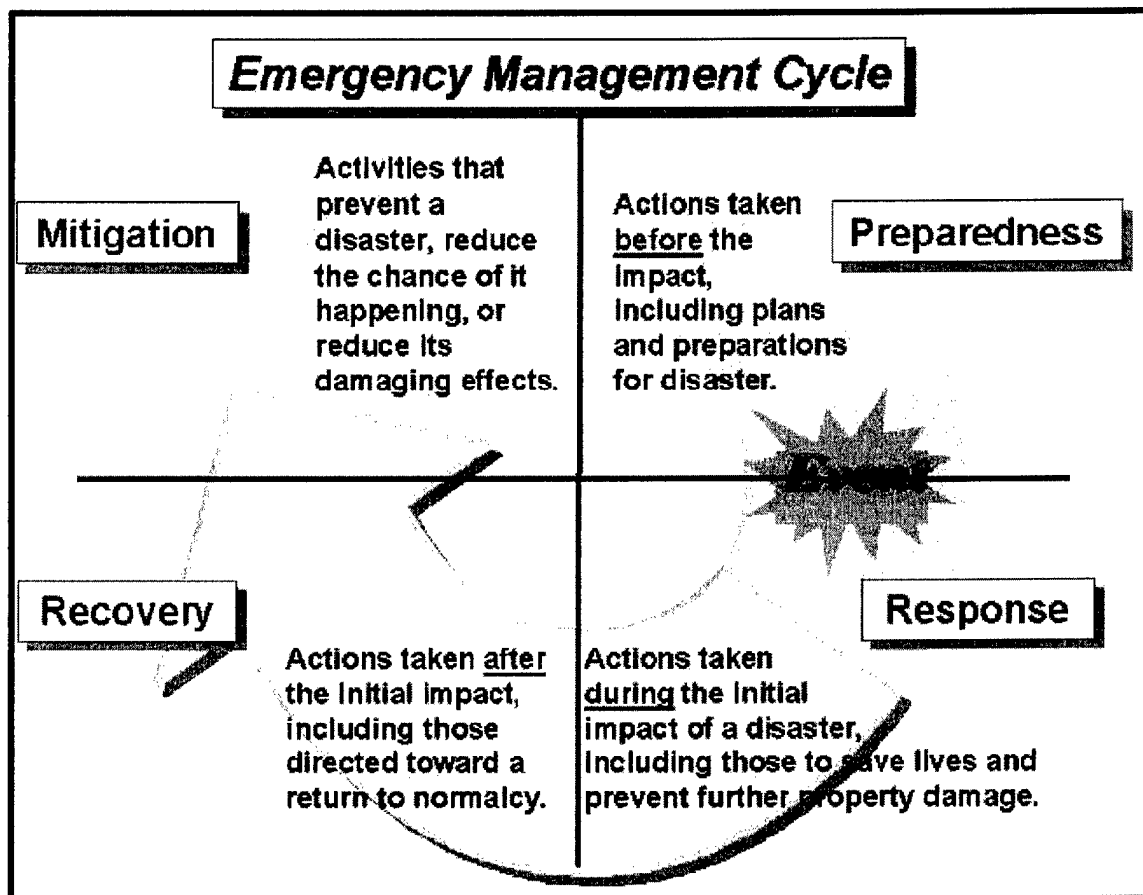 Emergency Management Cycle
Mitigation
Activities that
prevent a
disaster, reduce
the chance of it
happening, or
reduce its
damaging effects.
Actions taken
before the
impact,
including plans
and preparations
for disaster.
Preparedness
Event
Recovery
Actions taken after
the initial impact,
including those
directed toward a
return to normalcy.
Response
Actions taken
during the initial
impact of a disaster,
including those to save lives and
prevent further property damage.